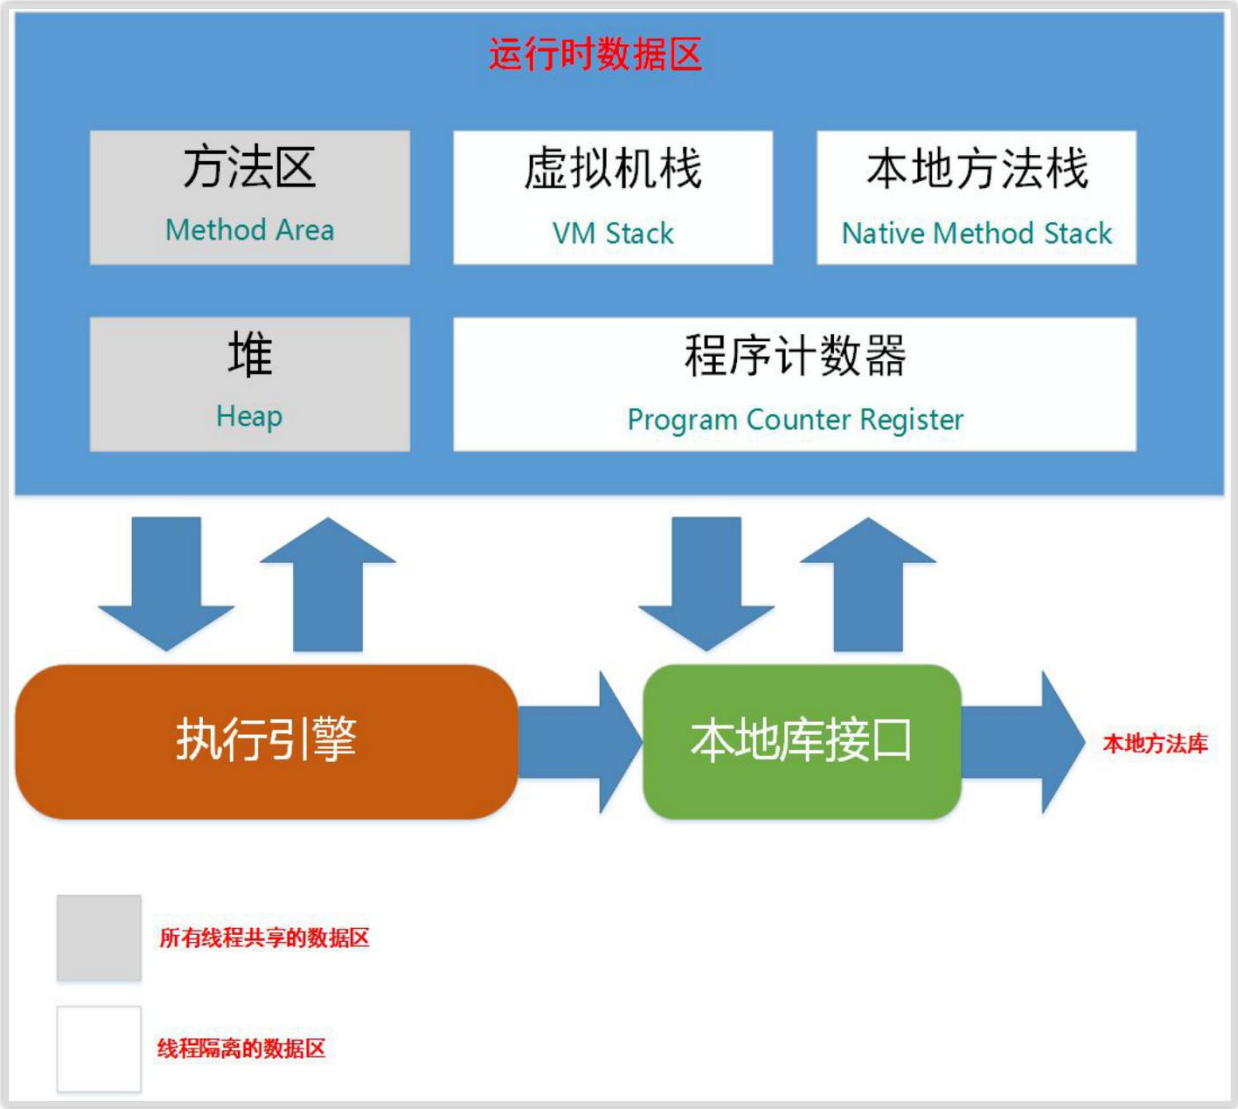 运行时数据区
方法区
Method Area
虚拟机栈
VM Stack
本地方法栈
Native Method Stack
堆
Heap
程序计数器
Program Counter Register
执行引擎
本地库接口
本地方法库
所有线程共享的数据区
线程隔离的数据区